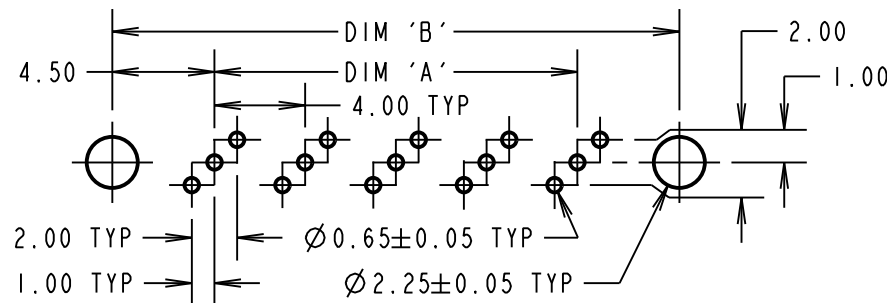 DIM 'B'
2.00
4.50
DIM 'A'
1.00
4.00 TYP
2.00 TYP
Ø0.65±0.05 TYP
1.00 TYP
Ø2.25±0.05 TYP